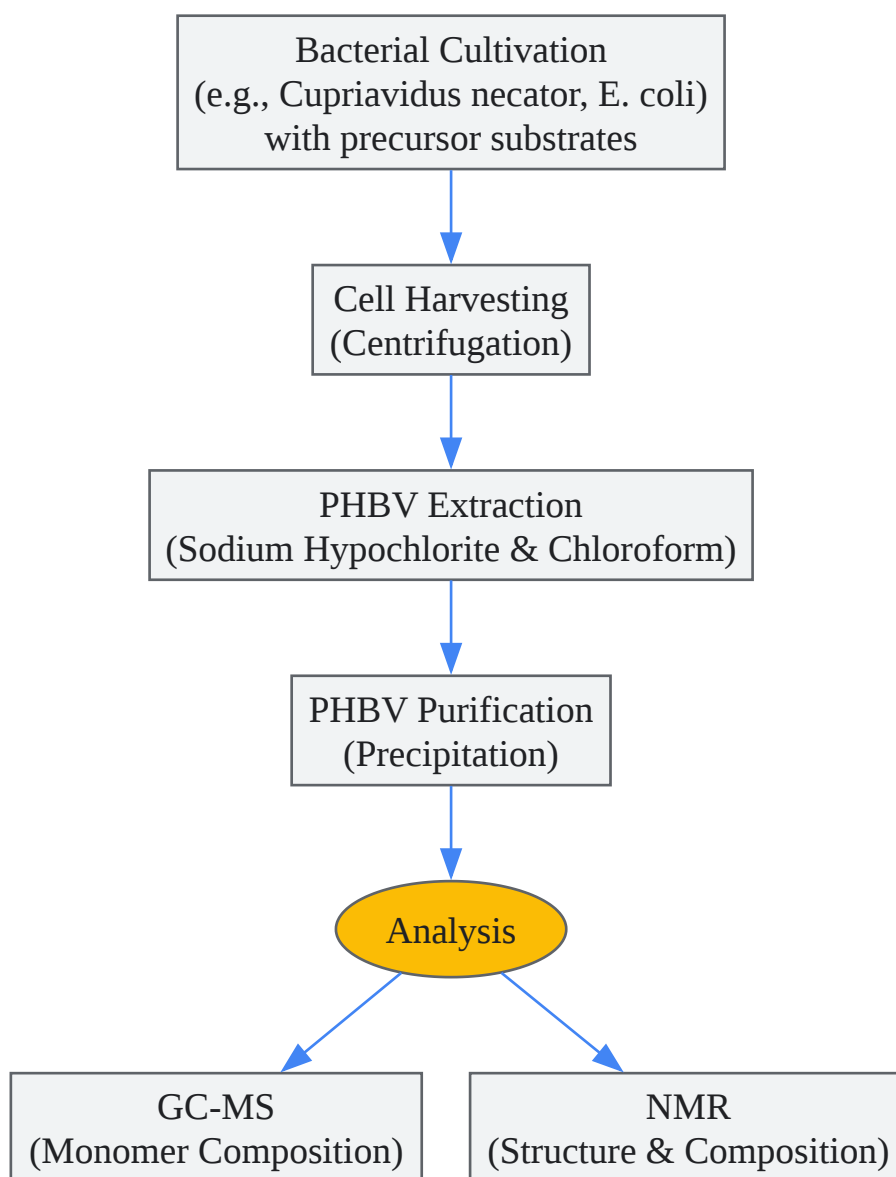 Bacterial Cultivation
(e.g., Cupriavidus necator, E. coli)
with precursor substrates
Cell Harvesting
(Centrifugation)
PHBV Extraction
(Sodium Hypochlorite & Chloroform)
PHBV Purification
(Precipitation)
Analysis
GC-MS
(Monomer Composition)
NMR
(Structure & Composition)